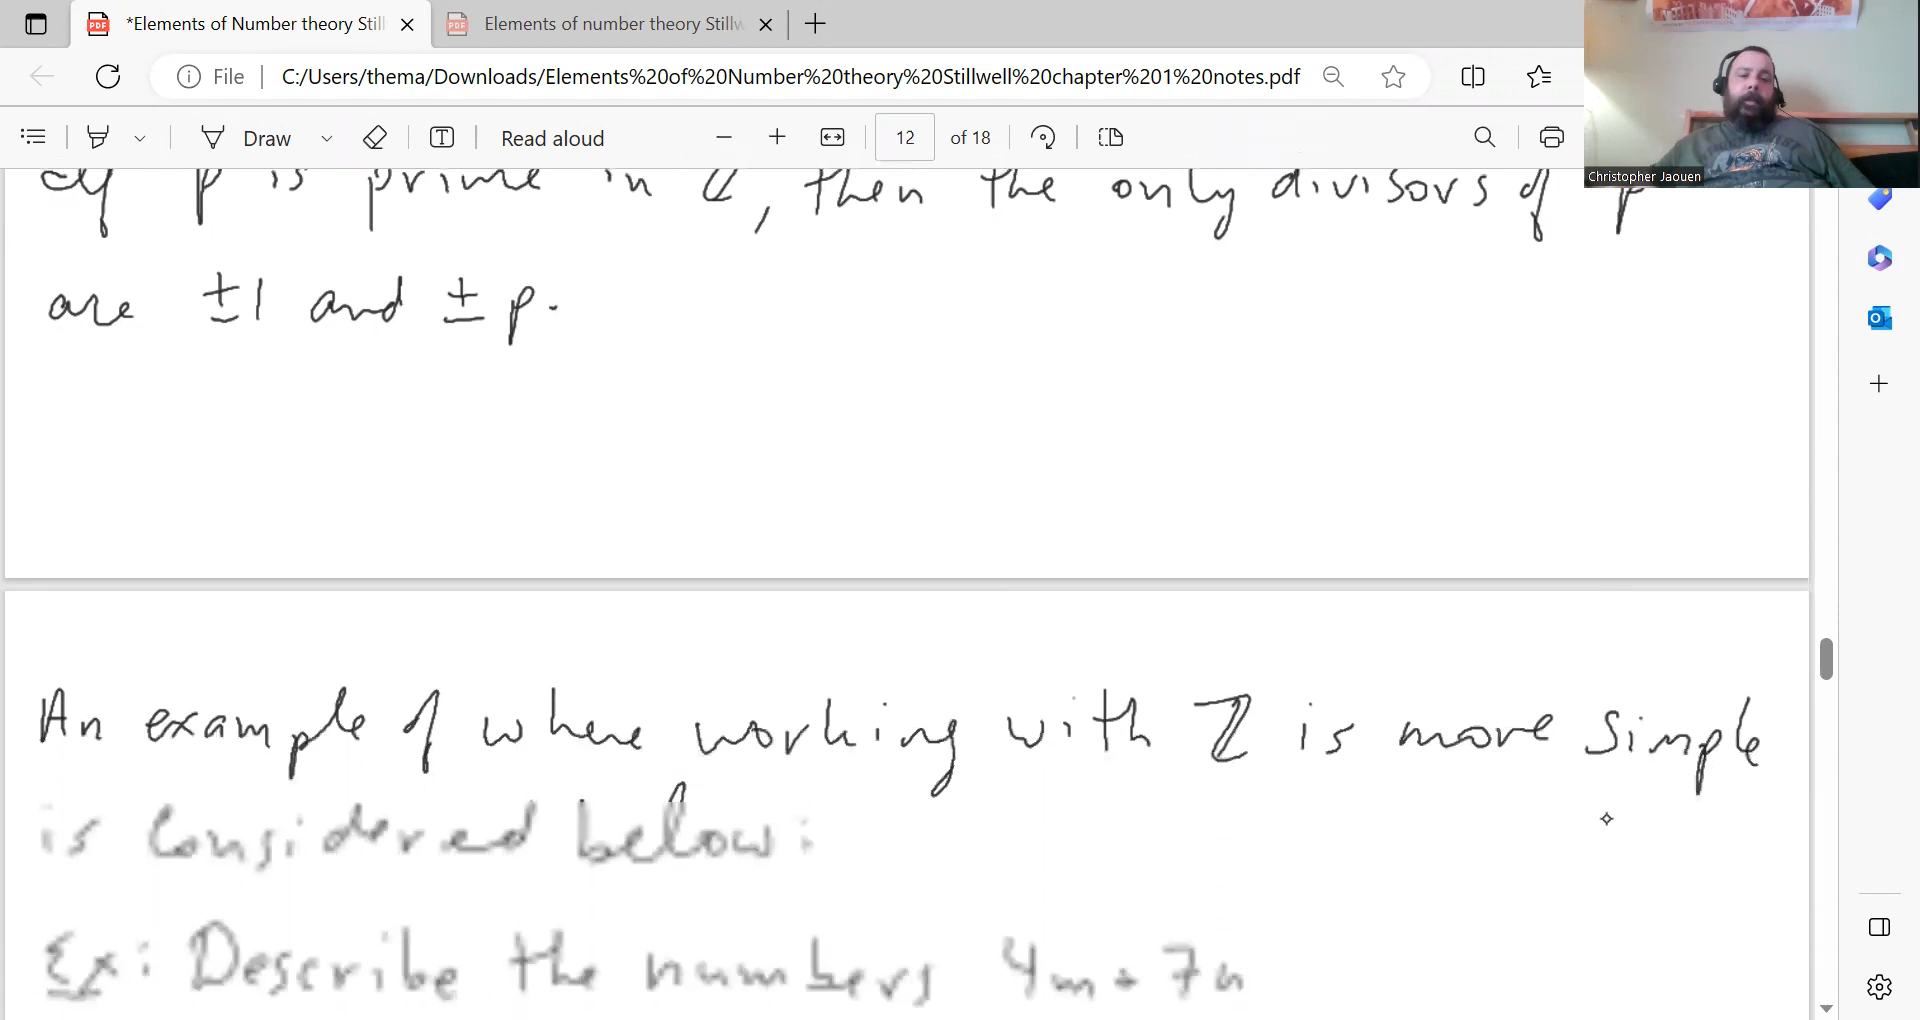 *Elements of Number theory Still
Elements of number theory Stillw
File
C:/Users/thema/Downloads/Elements%20of%20Number%20theory%20Stillwell%20chapter%201%20notes.pdf
Draw
Read aloud
12
of 18
Christopher Jaouen
If p is prime in ℤ, then the only divisors of p
are ±1 and ±p.
An example of where working with ℤ is more simple
is considered below:
Ex: Describe the numbers 4m + 7n